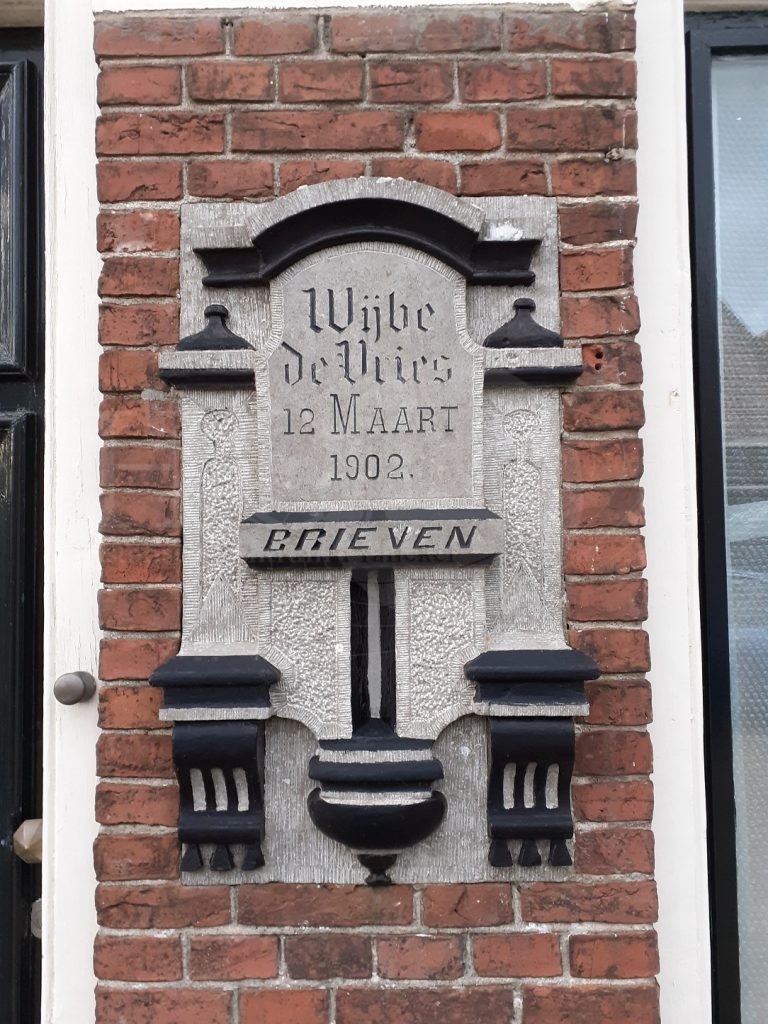 Wijbe
de Vries
12 MAART
1902.
BRIEVEN